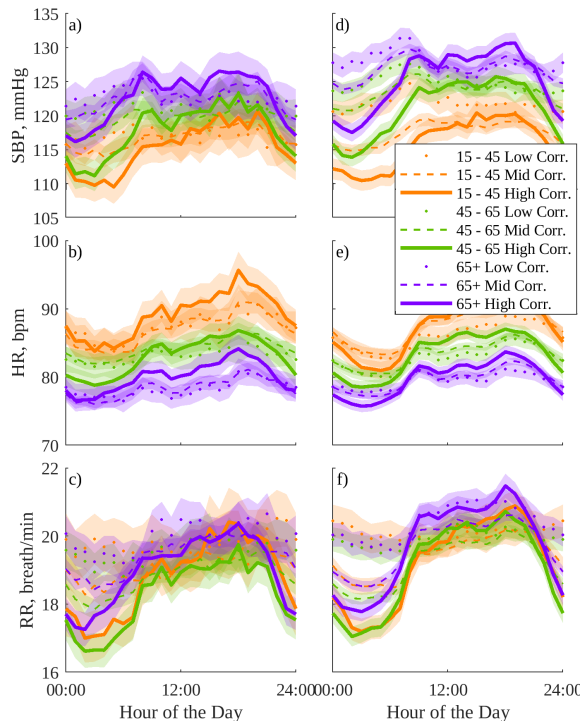 a)
d)
135
130
125
120
115
110
105
SBP, mmHg
15 - 45 Low Corr.
15 - 45 Mid Corr.
15 - 45 High Corr.
45 - 65 Low Corr.
45 - 65 Mid Corr.
45 - 65 High Corr.
65+ Low Corr.
65+ Mid Corr.
65+ High Corr.
b)
e)
100
90
80
70
HR, bpm
c)
f)
22
20
18
16
RR, breath/min
00:00 12:00 24:00 00:00 12:00 24:00
Hour of the Day Hour of the Day